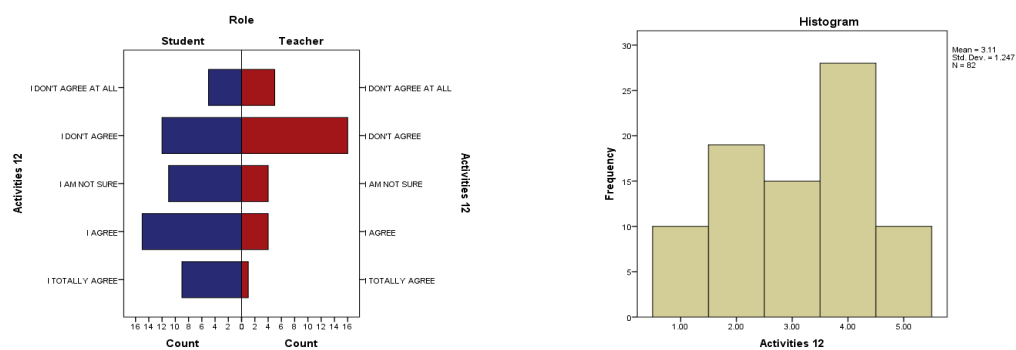 Role
Student Teacher
I DON'T AGREE AT ALL
I DON'T AGREE
I AM NOT SURE
I AGREE
I TOTALLY AGREE
Activities 12
I DON'T AGREE AT ALL
I DON'T AGREE
I AM NOT SURE
I AGREE
I TOTALLY AGREE
Activities 12
16 14 12 10 8 6 4 2 0 0 2 4 6 8 10 12 14 16
Count Count
Histogram
Mean = 3.11
Std. Dev. = 1.247
N = 82
Frequency
30
25
20
15
10
5
0
1.00 2.00 3.00 4.00 5.00
Activities 12